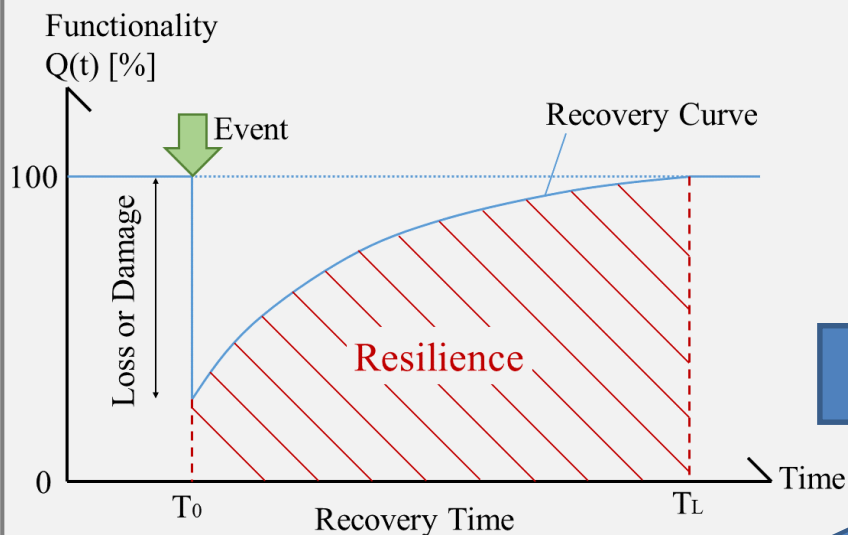 Functionality
Q(t) [%]
Event
Recovery Curve
100
Loss or Damage
Resilience
0
Time
T0
TL
Recovery Time